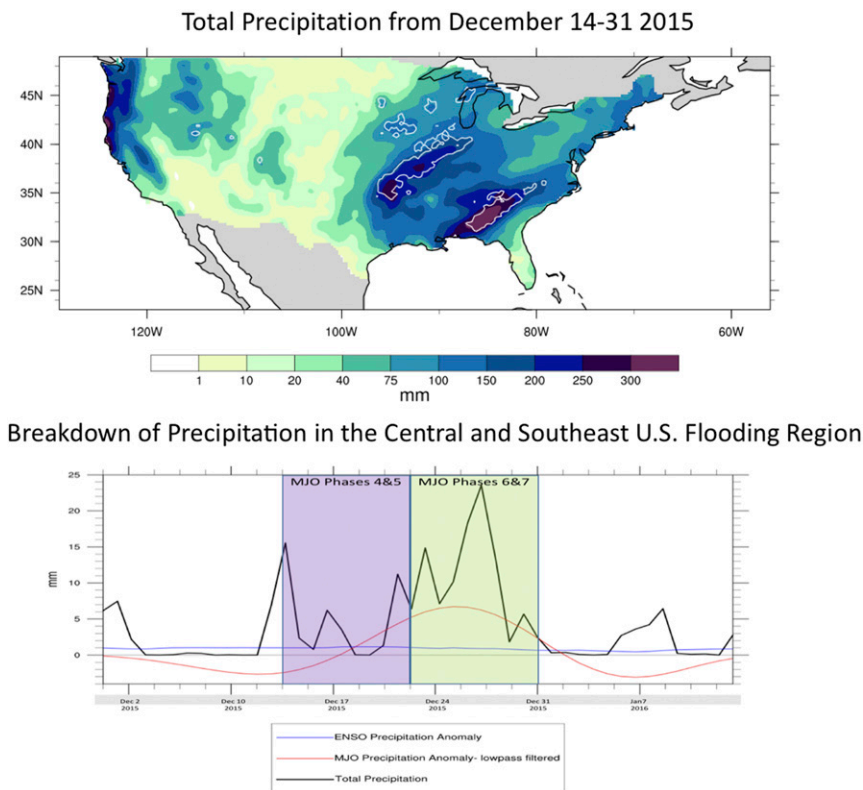 Total Precipitation from December 14-31 2015
45N
40N
35N
30N
25N
120W 100W 80W 60W
1 10 20 40 75 100 150 200 250 300
mm
Breakdown of Precipitation in the Central and Southeast U.S. Flooding Region
25
20
15
10
5
0
mm
MJO Phases 4&5 MJO Phases 6&7
Dec 2 Dec 10 Dec 17 Dec 24 Dec 31 Jan7
2015 2015 2015 2015 2015 2016
ENSO Precipitation Anomaly
MJO Precipitation Anomaly- lowpass filtered
Total Precipitation